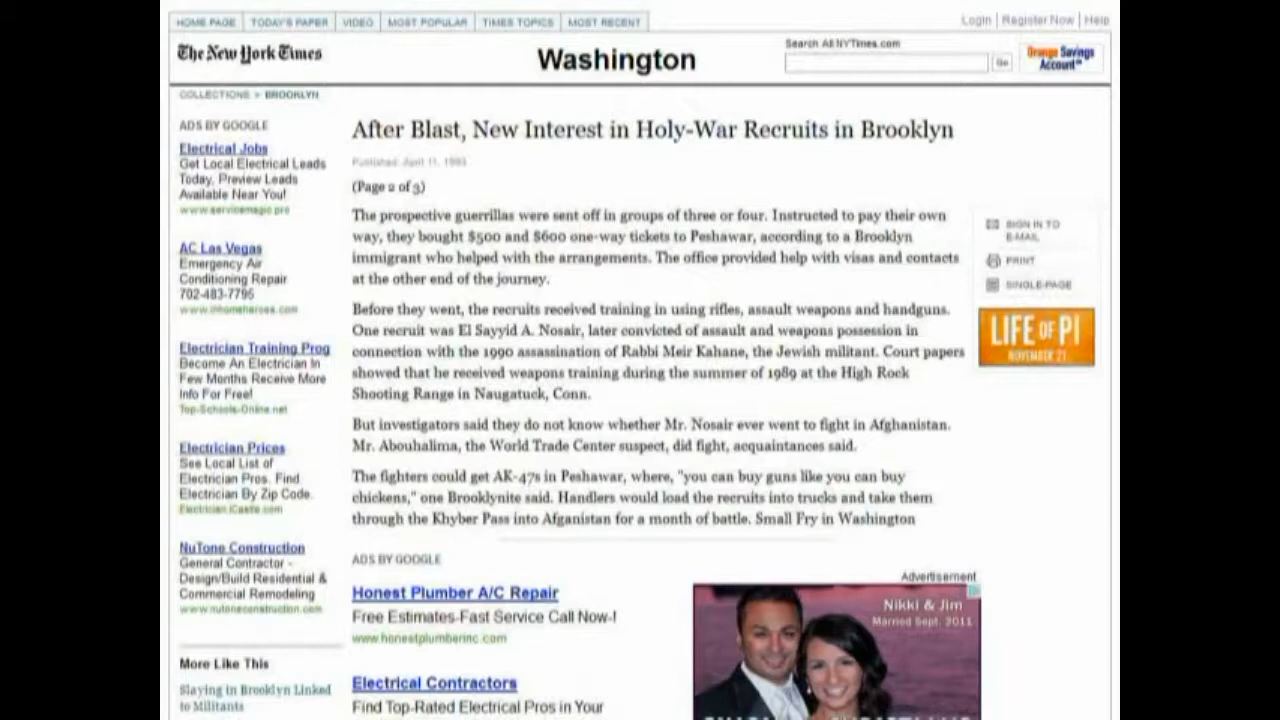 HOME PAGE TODAY'S PAPER VIDEO MOST POPULAR TIMES TOPICS MOST RECENT
Login Register Now Help
The New York Times
Washington
Search All NYTimes.com
Go
Orange Savings
Account
COLLECTIONS > BROOKLYN
ADS BY GOOGLE
Electrical Jobs
Get Local Electrical Leads
Today, Preview Leads
Available Near You!
www.servicemagic.pro
AC Las Vegas
Emergency Air
Conditioning Repair
702-483-7795
www.inhomeheroes.com
Electrician Training Prog
Become An Electrician In
Few Months Receive More
Info For Free!
Top-Schools-Online.net
Electrician Prices
See Local List of
Electrician Pros. Find
Electrician By Zip Code.
NuTone Construction
General Contractor -
Design/Build Residential &
Commercial Remodeling
www.nutoneconstruction.com
More Like This
Slaying in Brooklyn Linked
to Militants
After Blast, New Interest in Holy-War Recruits in Brooklyn
Published: April 11, 1993
(Page 2 of 3)
The prospective guerrillas were sent off in groups of three or four. Instructed to pay their own
way, they bought $500 and $600 one-way tickets to Peshawar, according to a Brooklyn
immigrant who helped with the arrangements. The office provided help with visas and contacts
at the other end of the journey.
Before they went, the recruits received training in using rifles, assault weapons and handguns.
One recruit was El Sayyid A. Nosair, later convicted of assault and weapons possession in
connection with the 1990 assassination of Rabbi Meir Kahane, the Jewish militant. Court papers
showed that he received weapons training during the summer of 1989 at the High Rock
Shooting Range in Naugatuck, Conn.
But investigators said they do not know whether Mr. Nosair ever went to fight in Afghanistan.
Mr. Abouhalima, the World Trade Center suspect, did fight, acquaintances said.
The fighters could get AK-47s in Peshawar, where, "you can buy guns like you can buy
chickens," one Brooklynite said. Handlers would load the recruits into trucks and take them
through the Khyber Pass into Afganistan for a month of battle. Small Fry in Washington
SIGN IN TO
E-MAIL
PRINT
SINGLE-PAGE
LIFE OF PI
NOVEMBER 21
ADS BY GOOGLE
Honest Plumber A/C Repair
Free Estimates-Fast Service Call Now-!
www.honestplumberinc.com
Electrical Contractors
Find Top-Rated Electrical Pros in Your
Advertisement
Nikki & Jim
Married Sept. 2011